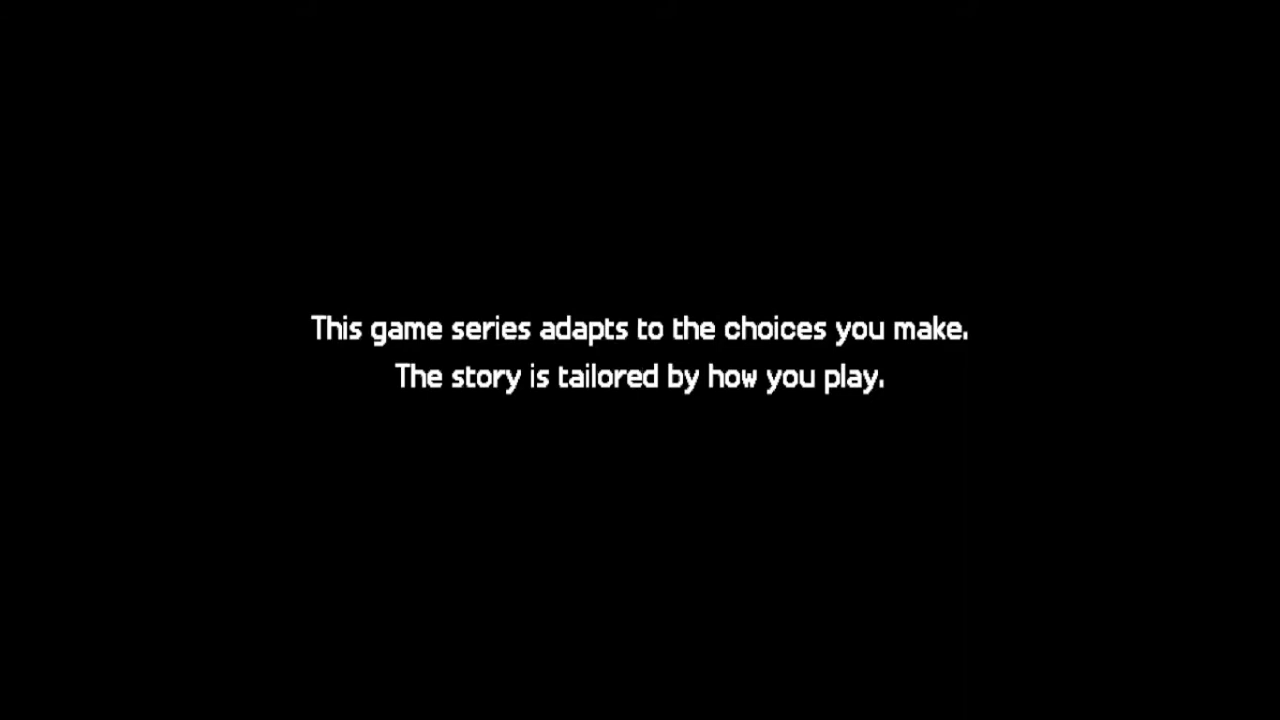 This game series adapts to the choices you make.
The story is tailored by how you play.